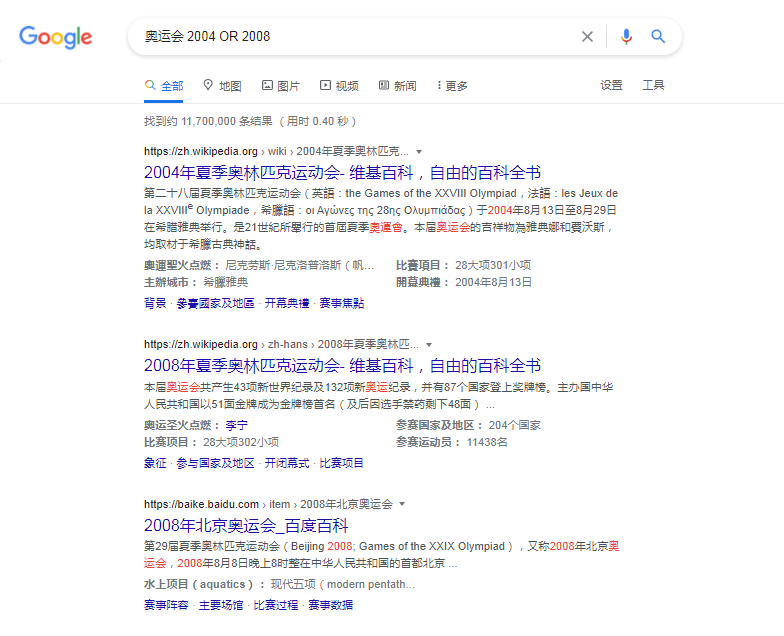 Google
奥运会 2004 OR 2008
全部 地图 图片 视频 新闻 更多 设置 工具
找到约 11,700,000 条结果 （用时 0.40 秒）
https://zh.wikipedia.org › wiki › 2004年夏季奥林匹克...
2004年夏季奥林匹克运动会- 维基百科，自由的百科全书
第二十八届夏季奥林匹克运动会（英語：the Games of the XXVIII Olympiad，法語：les Jeux de
la XXVIIIe Olympiade，希臘語：οι Αγώνες της 28ης Ολυμπιάδας）于2004年8月13日至8月29日
在希腊雅典举行。是21世紀所舉行的首屆夏季奧運會。本届奥运会的吉祥物為雅典娜和費沃斯，
均取材于希臘古典神話。
奧運聖火点燃： 尼克劳斯·尼克洛普洛斯（帆... 比賽項目： 28大项301小项
主辦城市： 希臘雅典 開幕典禮： 2004年8月13日
背景 · 參賽國家及地區 · 开幕典禮 · 赛事焦點
https://zh.wikipedia.org › zh-hans › 2008年夏季奥林匹...
2008年夏季奥林匹克运动会- 维基百科，自由的百科全书
本届奥运会共产生43项新世界纪录及132项新奥运纪录，并有87个国家登上奖牌榜。主办国中华
人民共和国以51面金牌成为金牌榜首名（及后因选手禁药剩下48面） ...
奥运圣火点燃： 李宁 参赛国家及地区： 204个国家
比赛项目： 28大项302小项 参赛运动员： 11438名
象征 · 参与国家及地区 · 开闭幕式 · 比赛项目
https://baike.baidu.com › item › 2008年北京奥运会
2008年北京奥运会_百度百科
第29届夏季奥林匹克运动会（Beijing 2008; Games of the XXIX Olympiad），又称2008年北京奥
运会，2008年8月8日晚上8时整在中华人民共和国的首都北京 ...
水上项目（aquatics）： 现代五项（modern pentath...
赛事阵容 · 主要场馆 · 比赛过程 · 赛事数据